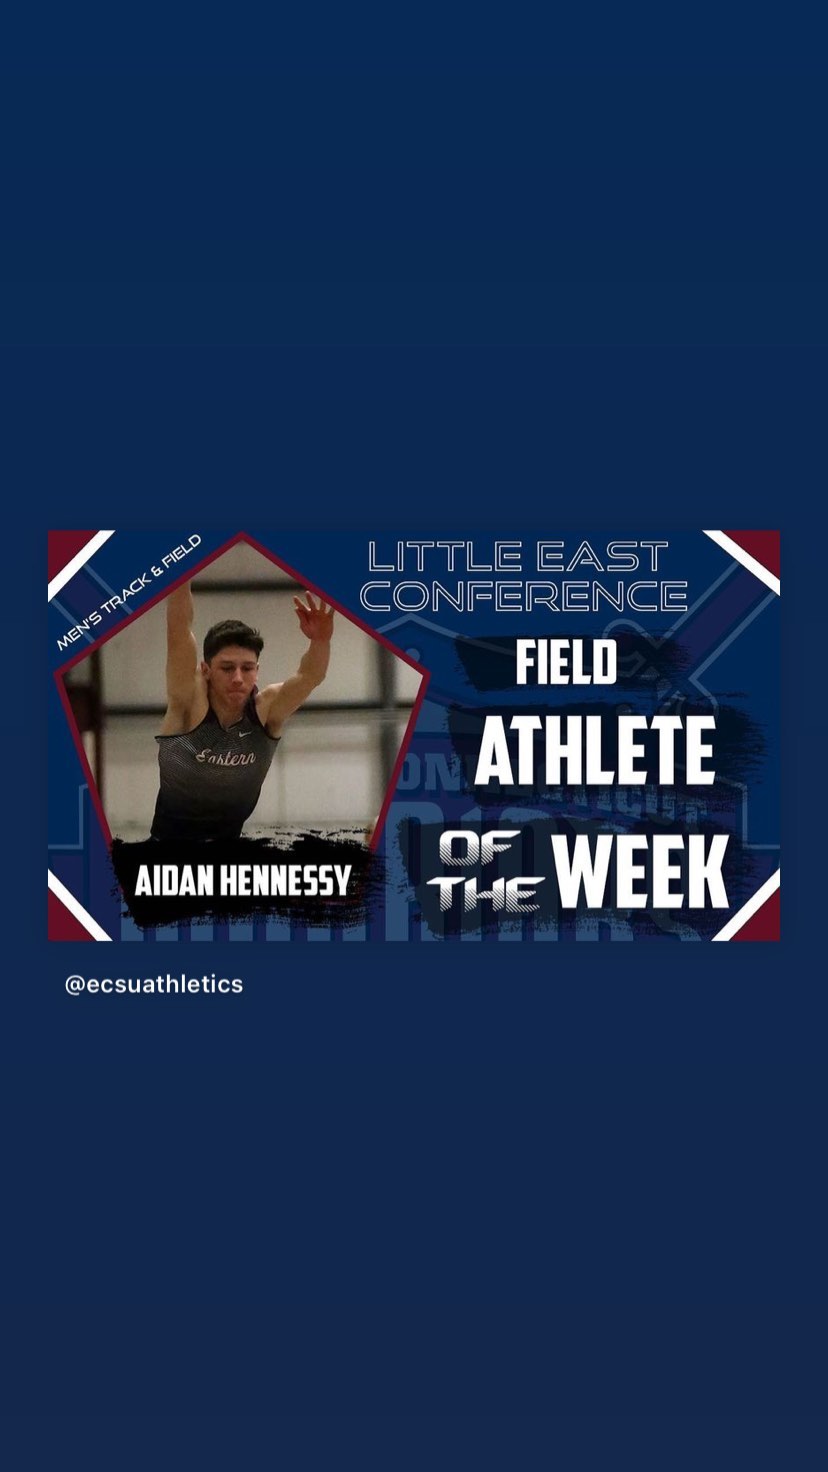 MEN'S TRACK & FIELD
LITTLE EAST
CONFERENCE
FIELD
ATHLETE
OF
THE WEEK
Eastern
AIDAN HENNESSY
@ecsuathletics